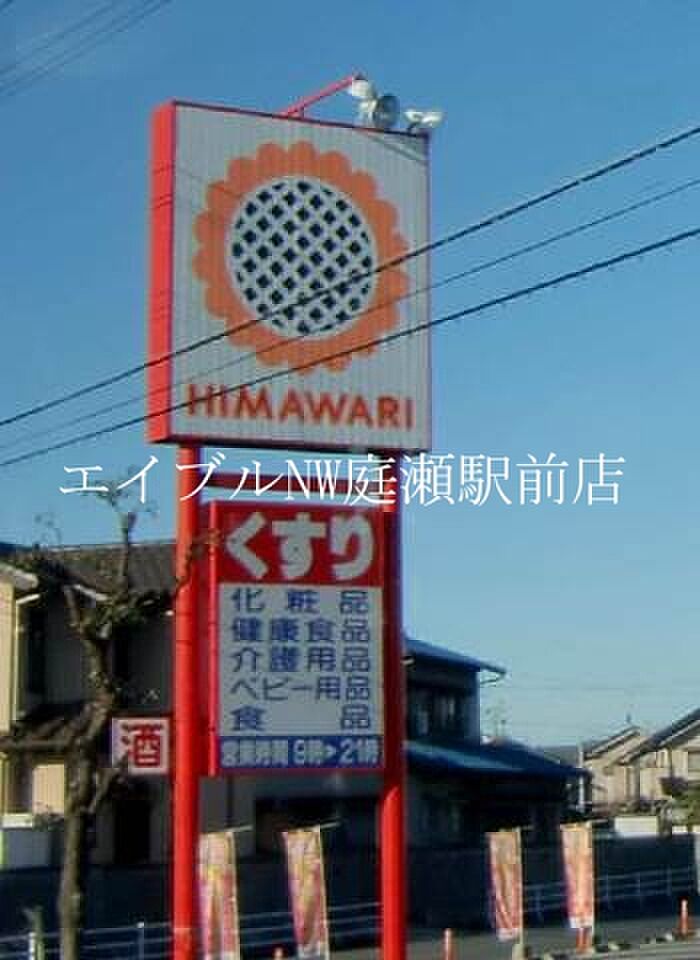 HIMAWARI
エイブルNW庭瀬駅前店
くすり
化粧品
健康食品
介護用品
ベビー用品
食品
営業時間 9時>21時
酒